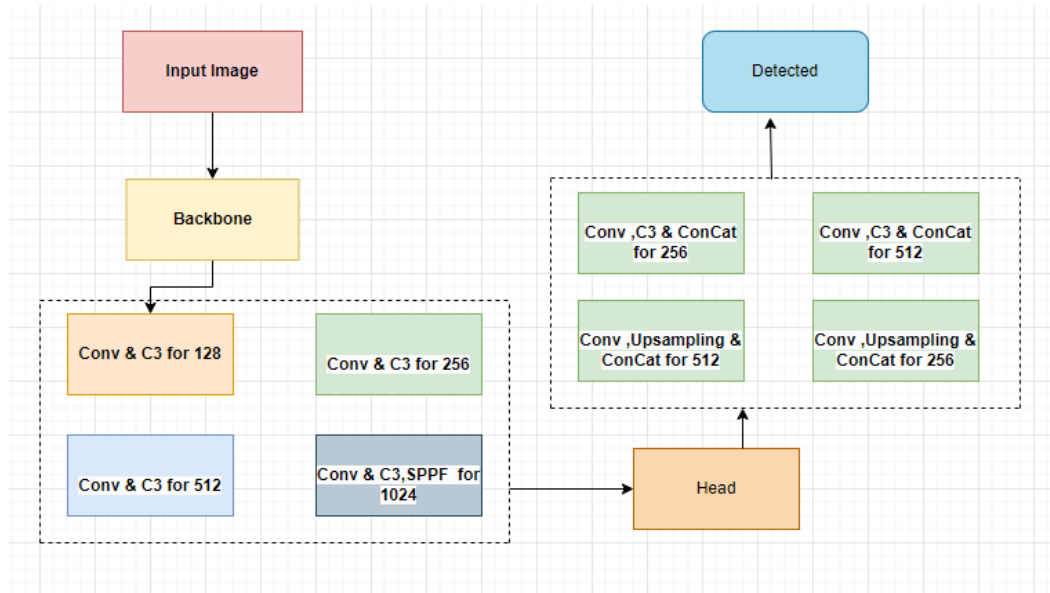 Input Image
Backbone
Conv & C3 for 128
Conv & C3 for 256
Conv & C3 for 512
Conv & C3,SPPF for
1024
Head
Detected
Conv ,C3 & ConCat
for 256
Conv ,C3 & ConCat
for 512
Conv ,Upsampling &
ConCat for 512
Conv ,Upsampling &
ConCat for 256